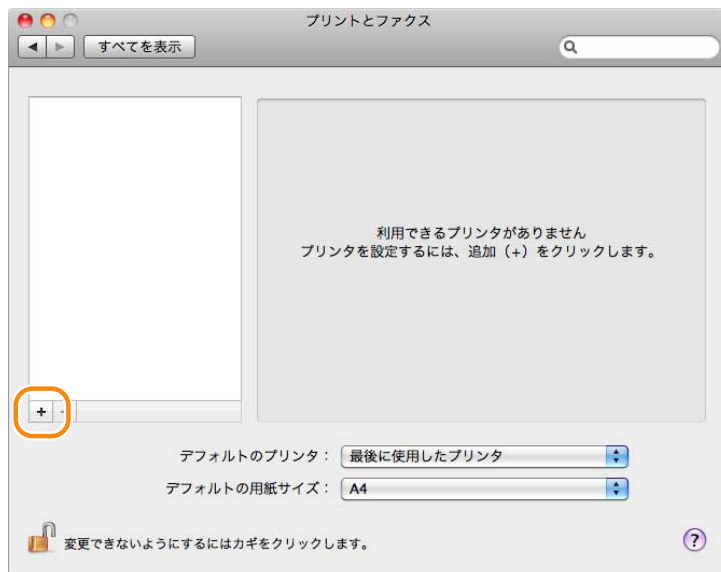 プリントとファクス
すべてを表示
利用できるプリンタがありません
プリンタを設定するには、追加（+）をクリックします。
+ -
デフォルトのプリンタ： 最後に使用したプリンタ
デフォルトの用紙サイズ： A4
変更できないようにするにはカギをクリックします。
?